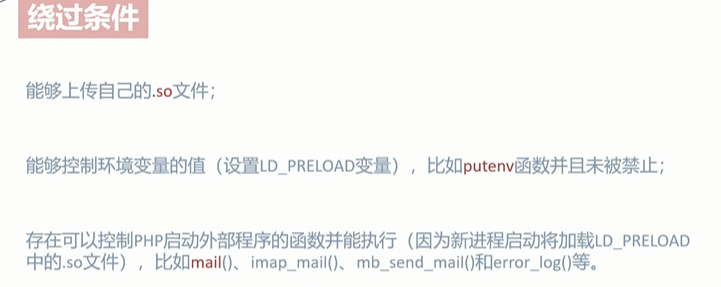 绕过条件
能够上传自己的.so文件；
能够控制环境变量的值（设置LD_PRELOAD变量），比如putenv函数并且未被禁止；
存在可以控制PHP启动外部程序的函数并能执行（因为新进程启动将加载LD_PRELOAD
中的.so文件），比如mail()、imap_mail()、mb_send_mail()和error_log()等。